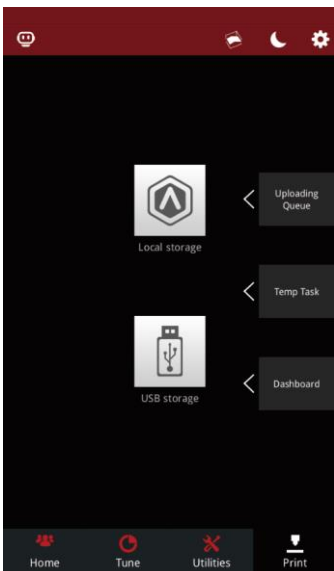 Uploading
Queue
Local storage
Temp Task
USB storage
Dashboard
Home
Tune
Utilities
Print